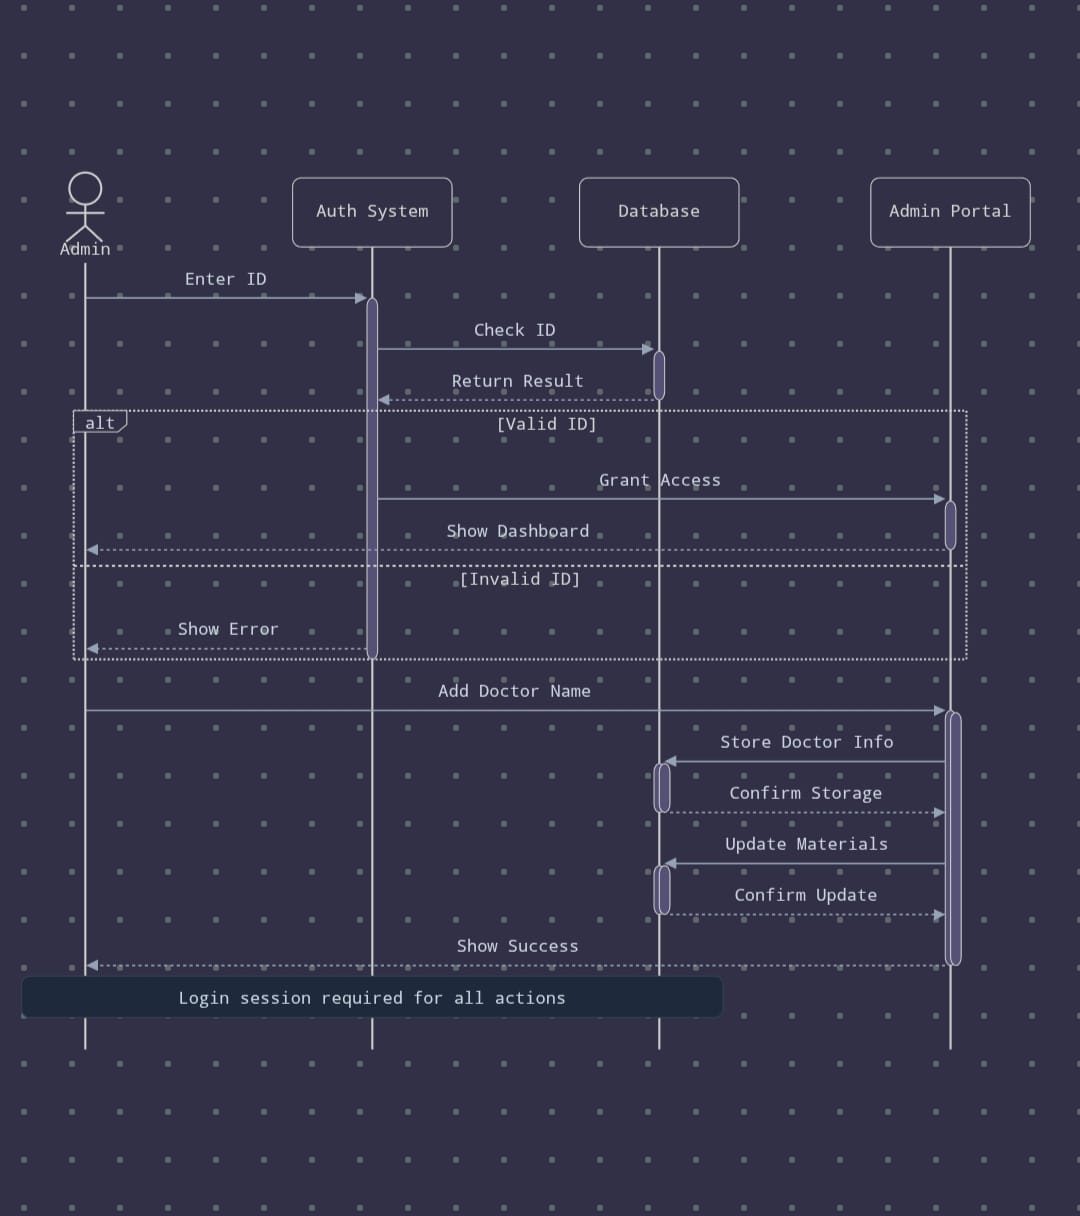 Admin
Auth System
Database
Admin Portal
Enter ID
Check ID
Return Result
alt
[Valid ID]
Grant Access
Show Dashboard
[Invalid ID]
Show Error
Add Doctor Name
Store Doctor Info
Confirm Storage
Update Materials
Confirm Update
Show Success
Login session required for all actions